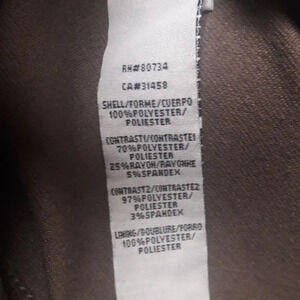 RN#80734
CA#31458
SHELL/FORME/CUERPO
100%POLYESTER/
POLIESTER
CONTRAST1/CONTRASTE1
70%POLYESTER/
POLIESTER
25%RAYON/RAYONNE
5%SPANDEX
CONTRAST2/CONTRASTE2
97%POLYESTER/
POLIESTER
3%SPANDEX
LINING/DOUBLURE/FORRO
100%POLYESTER/
POLIESTER